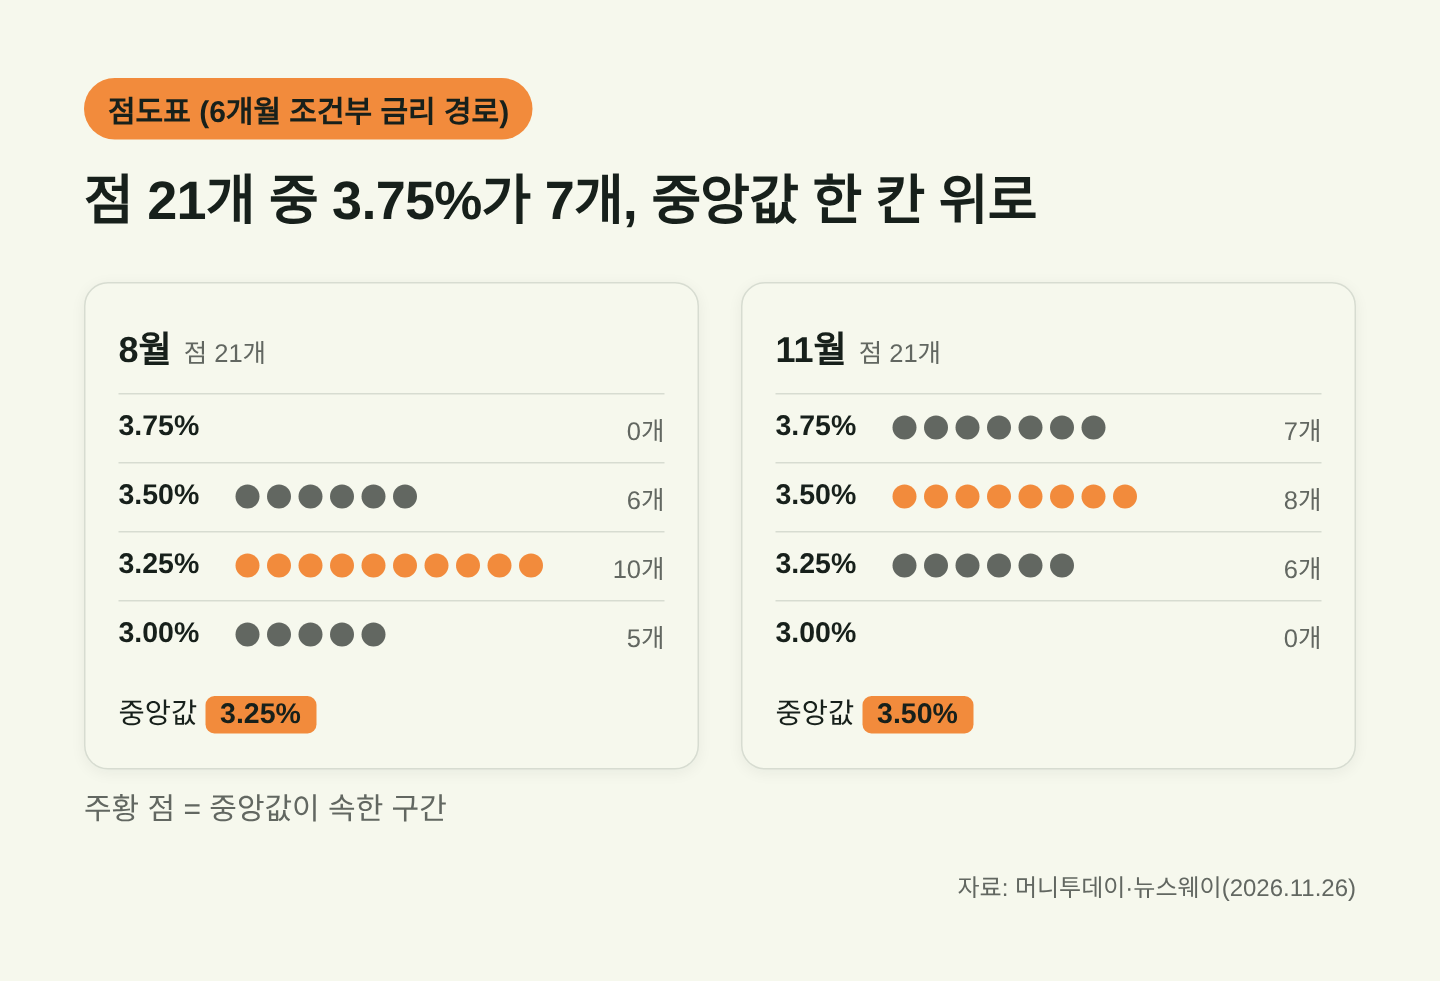 점도표 (6개월 조건부 금리 경로)
점 21개 중 3.75%가 7개, 중앙값 한 칸 위로
8월 점 21개
3.75% 0개
3.50% 6개
3.25% 10개
3.00% 5개
중앙값 3.25%
11월 점 21개
3.75% 7개
3.50% 8개
3.25% 6개
3.00% 0개
중앙값 3.50%
주황 점 = 중앙값이 속한 구간
자료: 머니투데이·뉴스웨이(2026.11.26)